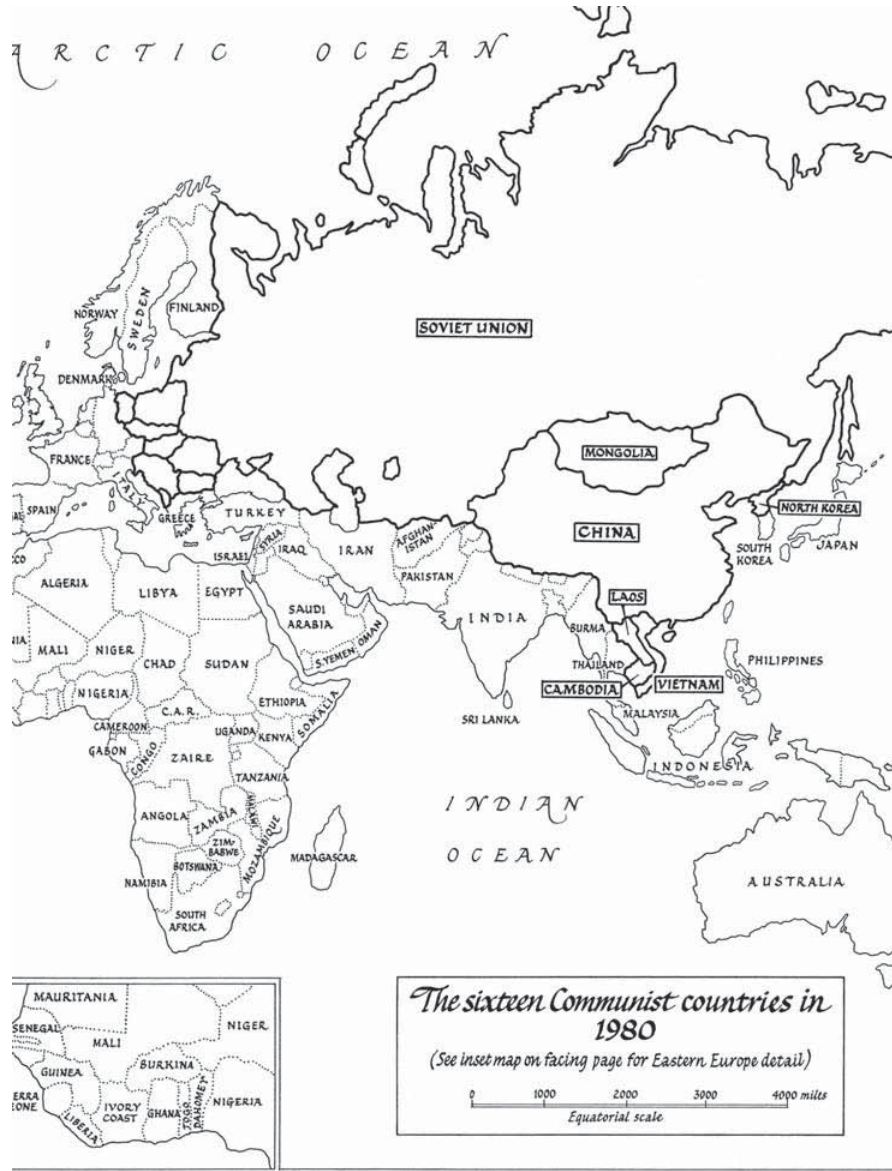 ARCTIC OCEAN
NORWAY
SWEDEN
FINLAND
SOVIET UNION
DENMARK
FRANCE
ITALY
MONGOLIA
SPAIN
GREECE
TURKEY
NORTH KOREA
CHINA
SYRIA
ISRAEL
IRAQ
IRAN
AFGHAN-
ISTAN
SOUTH
KOREA
JAPAN
PAKISTAN
ALGERIA
LIBYA
EGYPT
SAUDI
ARABIA
LAOS
INDIA
BURMA
OMAN
S.YEMEN
MALI
NIGER
CHAD
SUDAN
THAILAND
PHILIPPINES
NIGERIA
CAMBODIA
VIETNAM
ETHIOPIA
SOMALIA
C.A.R.
SRI LANKA
MALAYSIA
CAMEROON
UGANDA
KENYA
GABON
CONGO
ZAIRE
INDONESIA
TANZANIA
INDIAN
OCEAN
ANGOLA
ZAMBIA
MALAWI
ZIM-
BABWE
MOZAMBIQUE
MADAGASCAR
BOTSWANA
NAMIBIA
AUSTRALIA
SOUTH
AFRICA
MAURITANIA
SENEGAL
MALI
NIGER
GUINEA
BURKINA
IVORY
COAST
GHANA
TOGO
DAHOMEY
NIGERIA
LIBERIA
The sixteen Communist countries in
1980
(See inset map on facing page for Eastern Europe detail)
0 1000 2000 3000 4000 miles
Equatorial scale